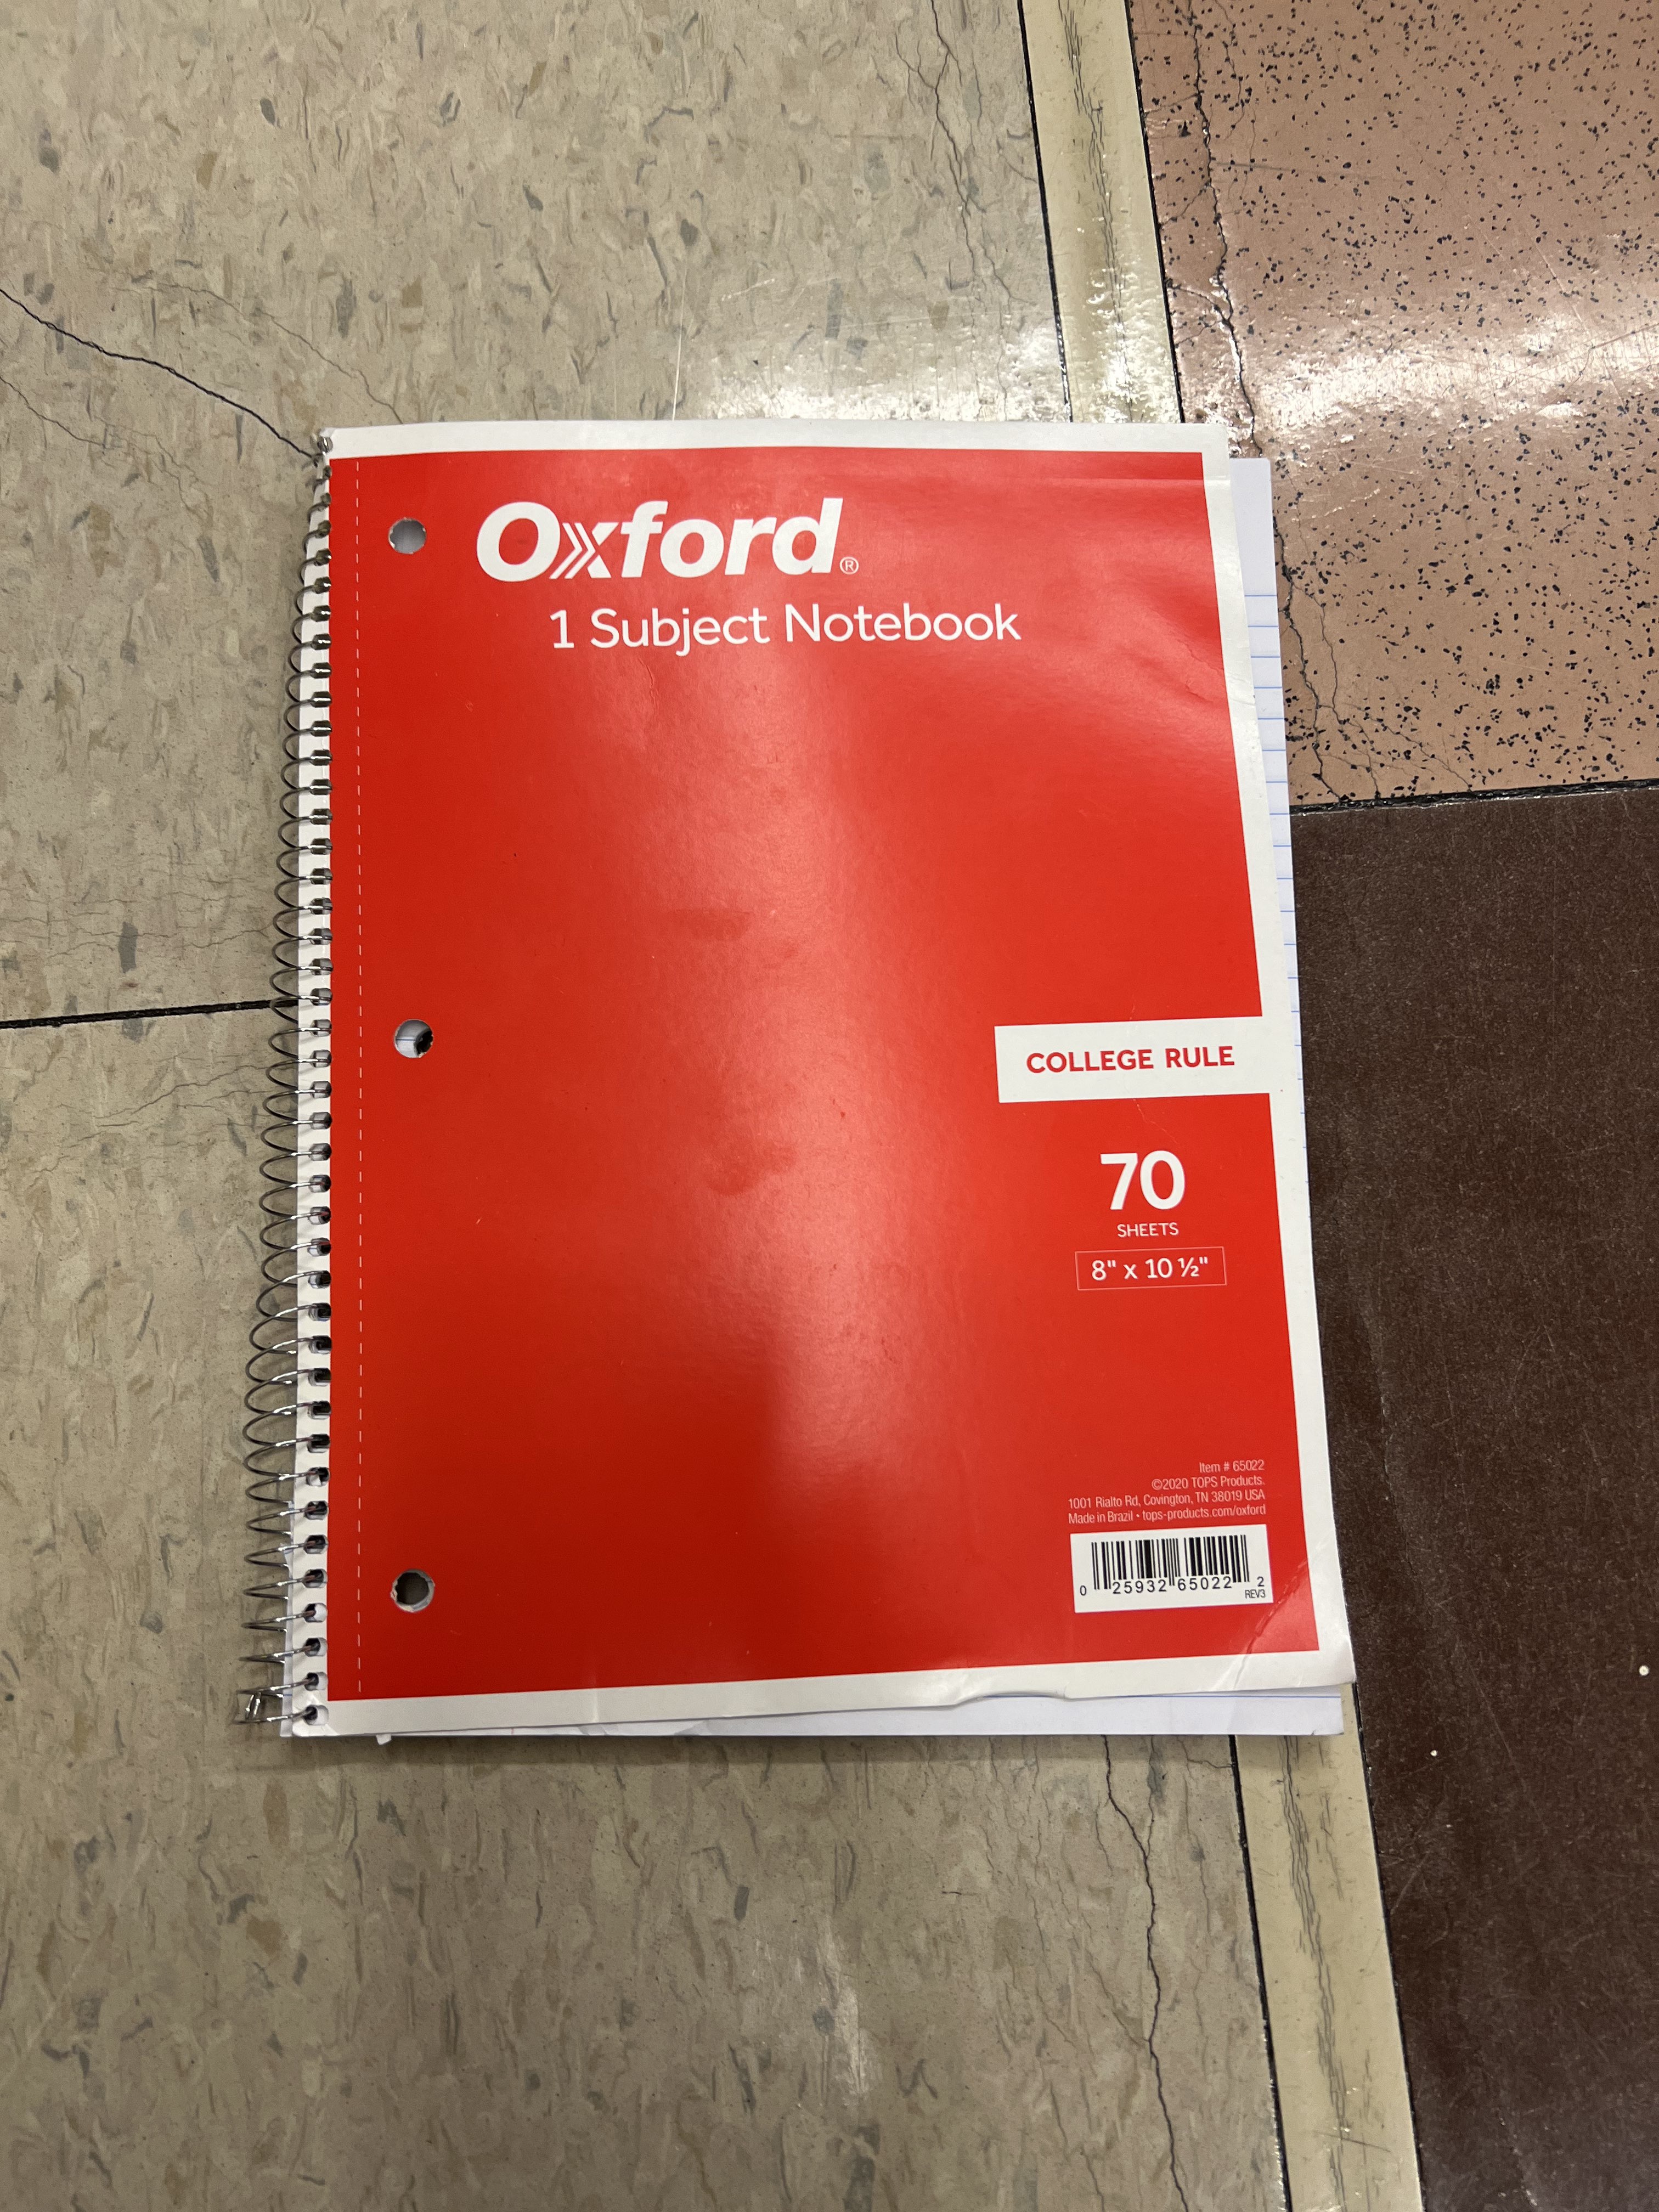 Oxford®
1 Subject Notebook
COLLEGE RULE
70
SHEETS
8" x 10 ½"
Item # 65022
©2020 TOPS Products.
1001 Rialto Rd, Covington, TN 38019 USA
Made in Brazil • tops-products.com/oxford
0 25932 65022 2
REV3